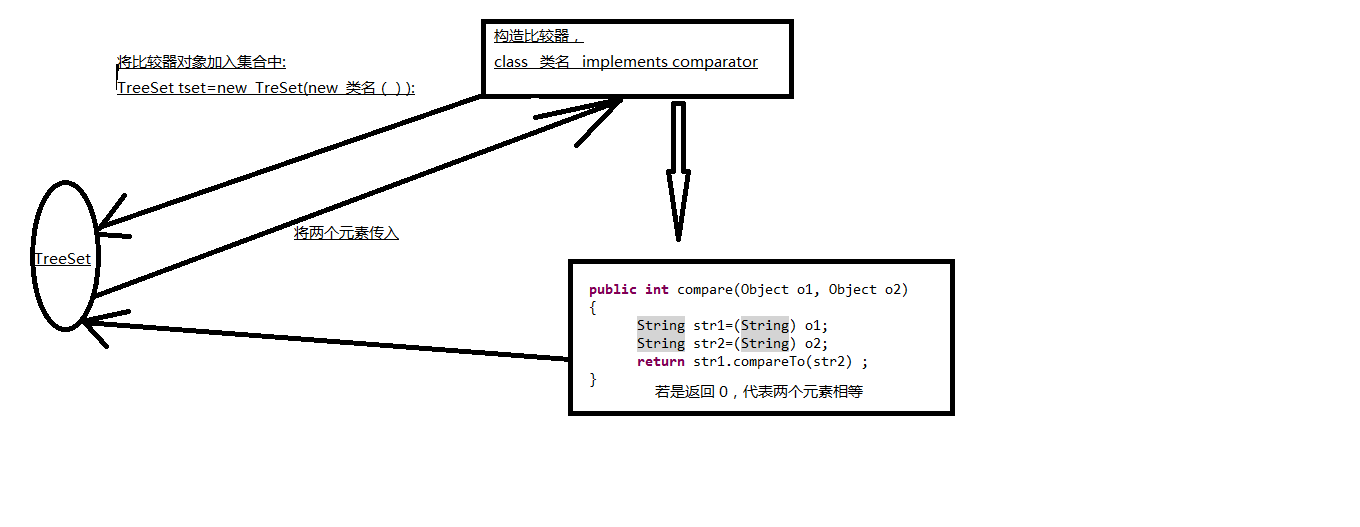 构造比较器，
class 类名 implements comparator
将比较器对象加入集合中:
TreeSet tset=new TreSet(new 类名（ ）):
将两个元素传入
TreeSet
public int compare(Object o1, Object o2)
{
String str1=(String) o1;
String str2=(String) o2;
return str1.compareTo(str2) ;
}
若是返回 0，代表两个元素相等